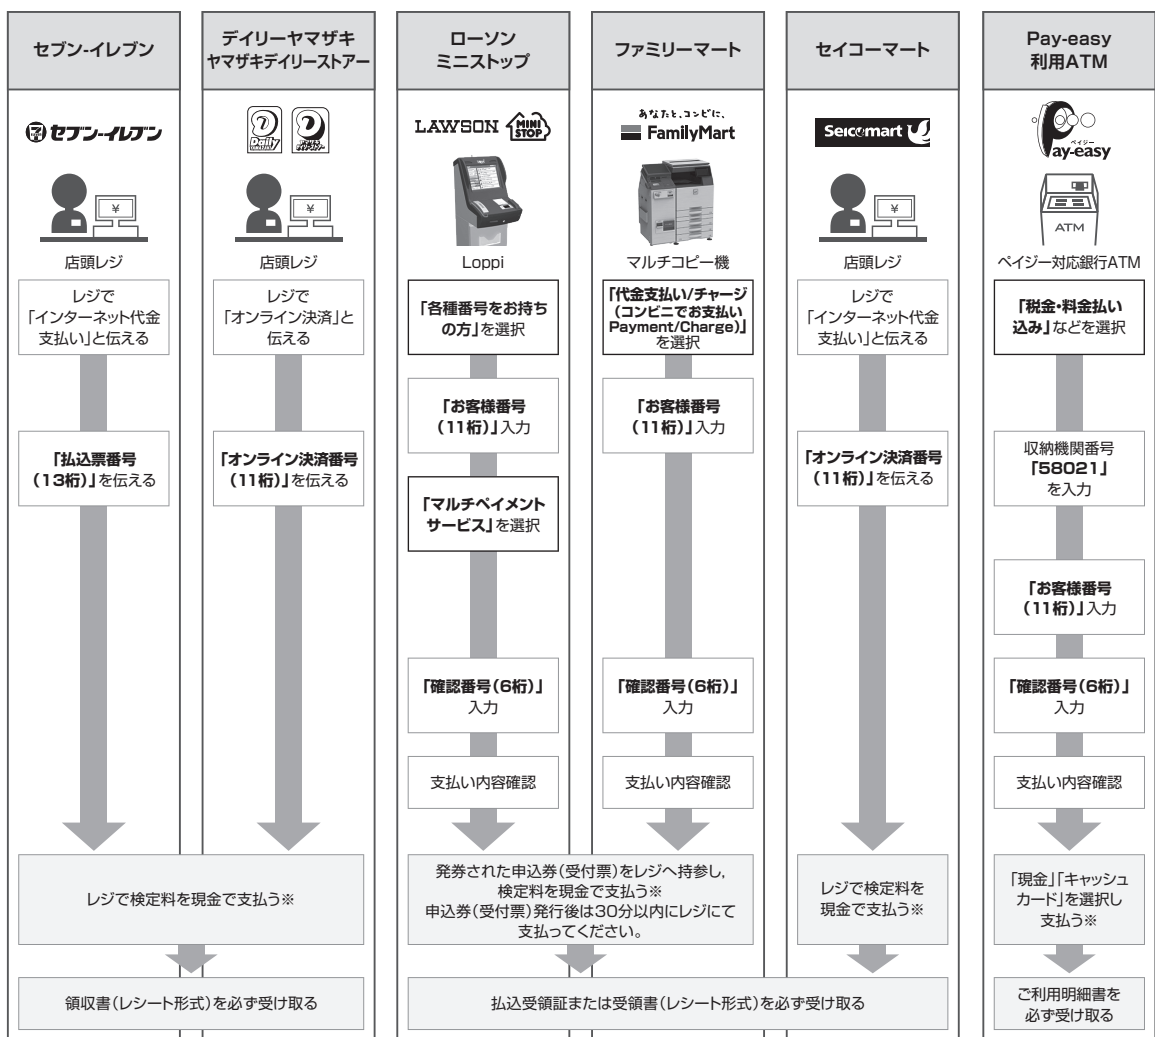 セブン-イレブン
デイリーヤマザキ
ヤマザキデイリーストアー
ローソン
ミニストップ
ファミリーマート
セイコーマート
Pay-easy
利用ATM
セブン-イレブン
Daily
LAWSON
MINI
STOP
あなたと、コンビに、
FamilyMart
Seicomart
ペイジー
Pay-easy
¥
¥
¥
ATM
店頭レジ
店頭レジ
Loppi
マルチコピー機
店頭レジ
ペイジー対応銀行ATM
レジで
「インターネット代金
支払い」と伝える
レジで
「オンライン決済」と
伝える
「各種番号をお持ち
の方」を選択
「代金支払い/チャージ
(コンビニでお支払い
Payment/Charge)」
を選択
レジで
「インターネット代金
支払い」と伝える
「税金・料金払い
込み」などを選択
「お客様番号
(11桁)」入力
「お客様番号
(11桁)」入力
「払込票番号
(13桁)」を伝える
「オンライン決済番号
(11桁)」を伝える
「マルチペイメント
サービス」を選択
「オンライン決済番号
(11桁)」を伝える
収納機関番号
「58021」
を入力
「お客様番号
(11桁)」入力
「確認番号(6桁)」
入力
「確認番号(6桁)」
入力
「確認番号(6桁)」
入力
支払い内容確認
支払い内容確認
支払い内容確認
レジで検定料を現金で支払う※
発券された申込券(受付票)をレジへ持参し,
検定料を現金で支払う※
申込券(受付票)発行後は30分以内にレジにて
支払ってください。
レジで検定料を
現金で支払う※
「現金」「キャッシュ
カード」を選択し
支払う※
領収書(レシート形式)を必ず受け取る
払込受領証または受領書(レシート形式)を必ず受け取る
ご利用明細書を
必ず受け取る